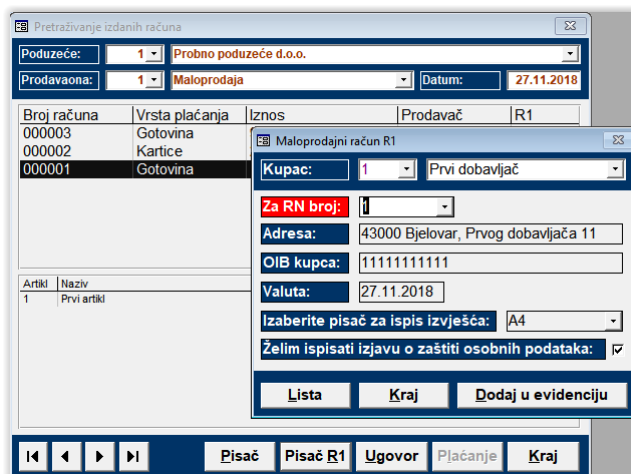 Pretraživanje izdanih računa
Poduzeće: 1 Probno poduzeće d.o.o.
Prodavaona: 1 Maloprodaja Datum: 27.11.2018
Broj računa Vrsta plaćanja Iznos Prodavač R1
000003 Gotovina
000002 Kartice
000001 Gotovina
Maloprodajni račun R1
Kupac: 1 Prvi dobavljač
Za RN broj: 1
Adresa: 43000 Bjelovar, Prvog dobavljača 11
OIB kupca: 11111111111
Valuta: 27.11.2018
Izaberite pisač za ispis izvješća: A4
Želim ispisati izjavu o zaštiti osobnih podataka:
Lista Kraj Dodaj u evidenciju
Artikl Naziv
1 Prvi artikl
Pisač Pisač R1 Ugovor Plaćanje Kraj